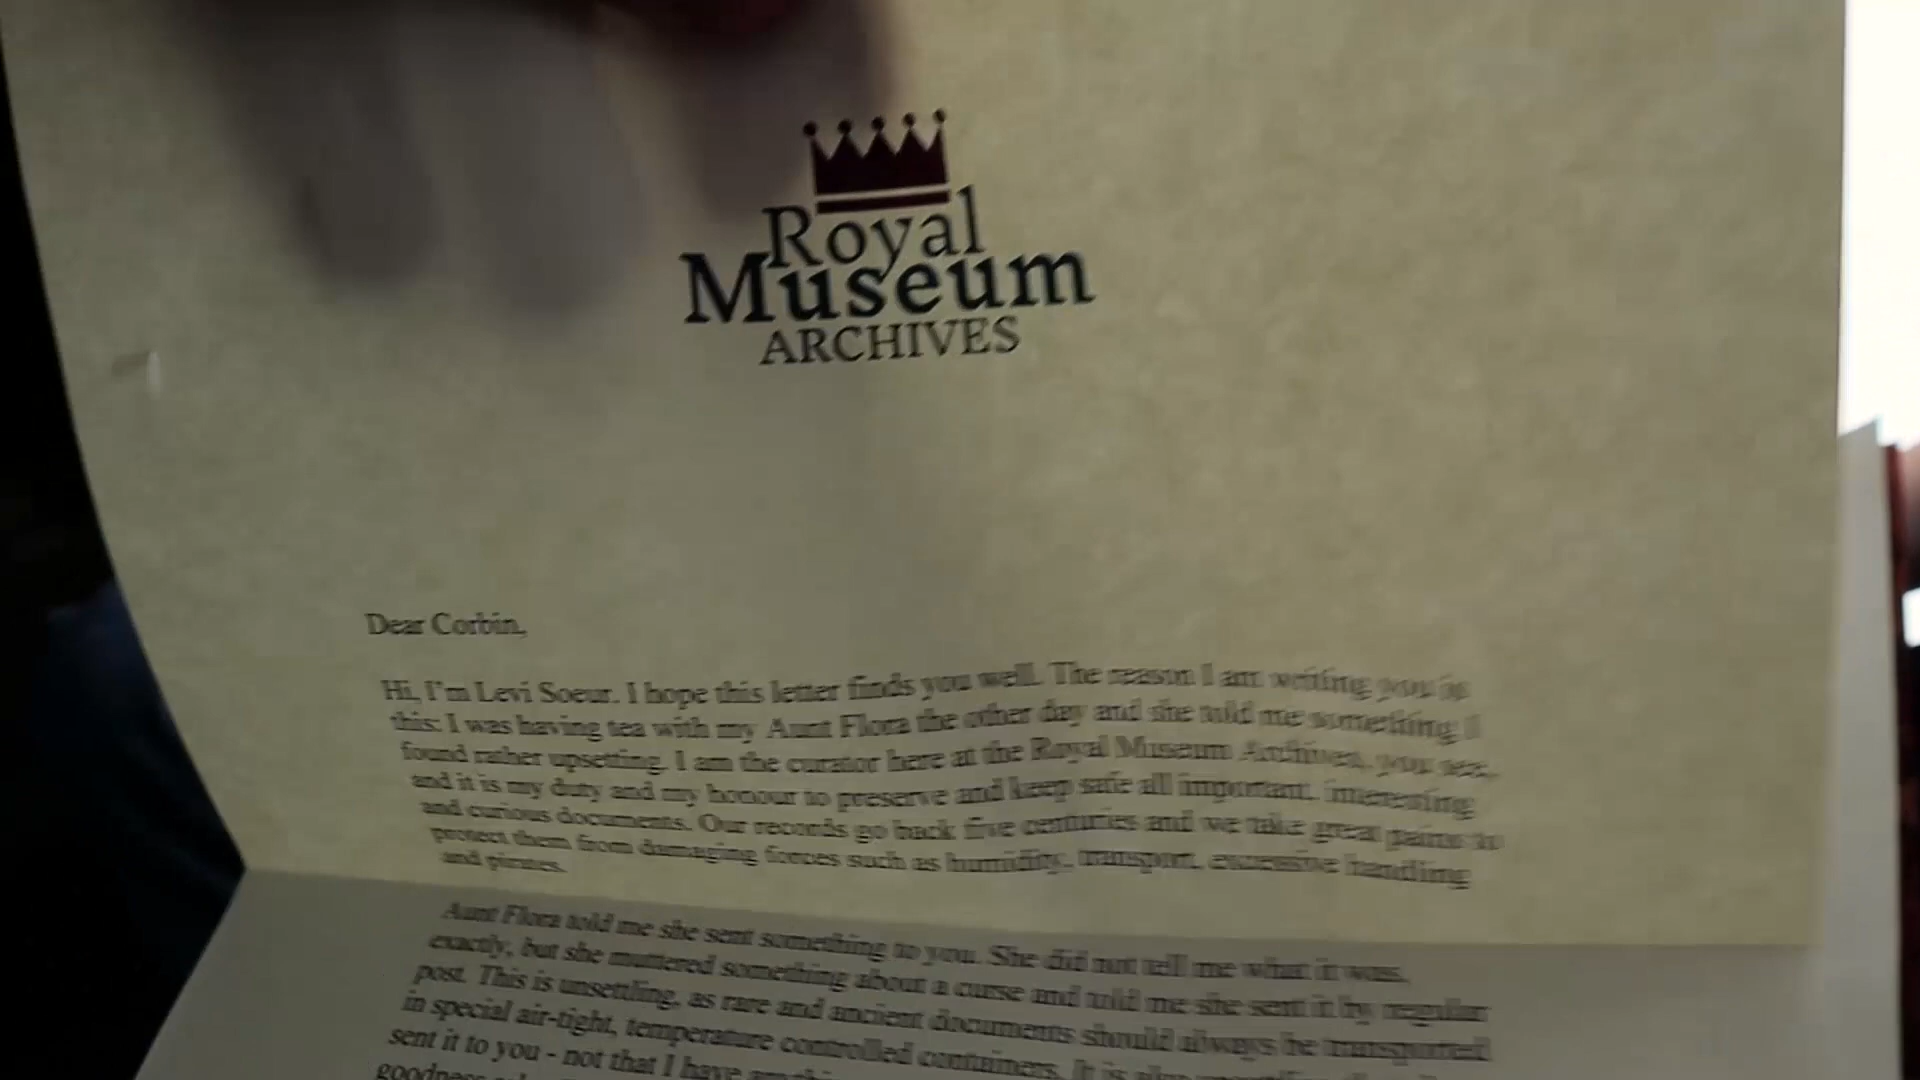 Royal
Museum
ARCHIVES
Dear Corbin,
Hi, I'm Levi Soeur. I hope this letter finds you well. The reason I am writing you is
this: I was having tea with my Aunt Flora the other day and she told me something I
found rather upsetting. I am the curator here at the Royal Museum Archives, you see,
and it is my duty and my honour to preserve and keep safe all important, interesting
and curious documents. Our records go back five centuries and we take great pains to
protect them from damaging forces such as humidity, transport, excessive handling
and pirates.
Aunt Flora told me she sent something to you. She did not tell me what it was,
exactly, but she muttered something about a curse and told me she sent it by regular
post. This is unsettling, as rare and ancient documents should always be transported
in special air-tight, temperature controlled containers. It is also
sent it to you - not that I have
goodness